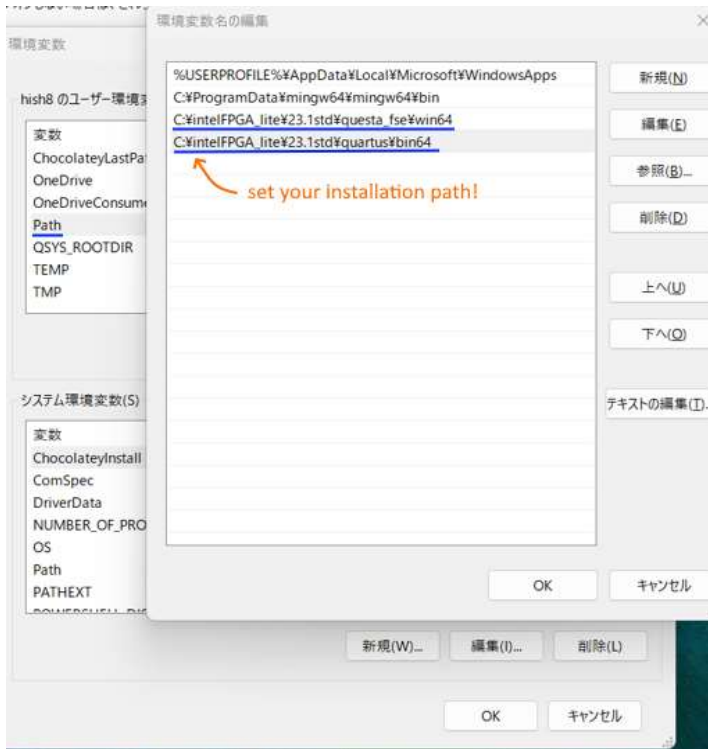 環境変数名の編集
環境変数
%USERPROFILE%¥AppData¥Local¥Microsoft¥WindowsApps
C:¥ProgramData¥mingw64¥mingw64¥bin
C:¥intelFPGA_lite¥23.1std¥questa_fse¥win64
C:¥intelFPGA_lite¥23.1std¥quartus¥bin64
set your installation path!
新規(N)
編集(E)
参照(B)...
削除(D)
上へ(U)
下へ(O)
テキストの編集(T).
OK
キャンセル
hish8 のユーザー環境
変数
ChocolateyLastPa
OneDrive
OneDriveConsum
Path
QSYS_ROOTDIR
TEMP
TMP
システム環境変数(S)
変数
ChocolateyInstall
ComSpec
DriverData
NUMBER_OF_PRO
OS
Path
PATHEXT
新規(W)...
編集(I)...
削除(L)
OK
キャンセル